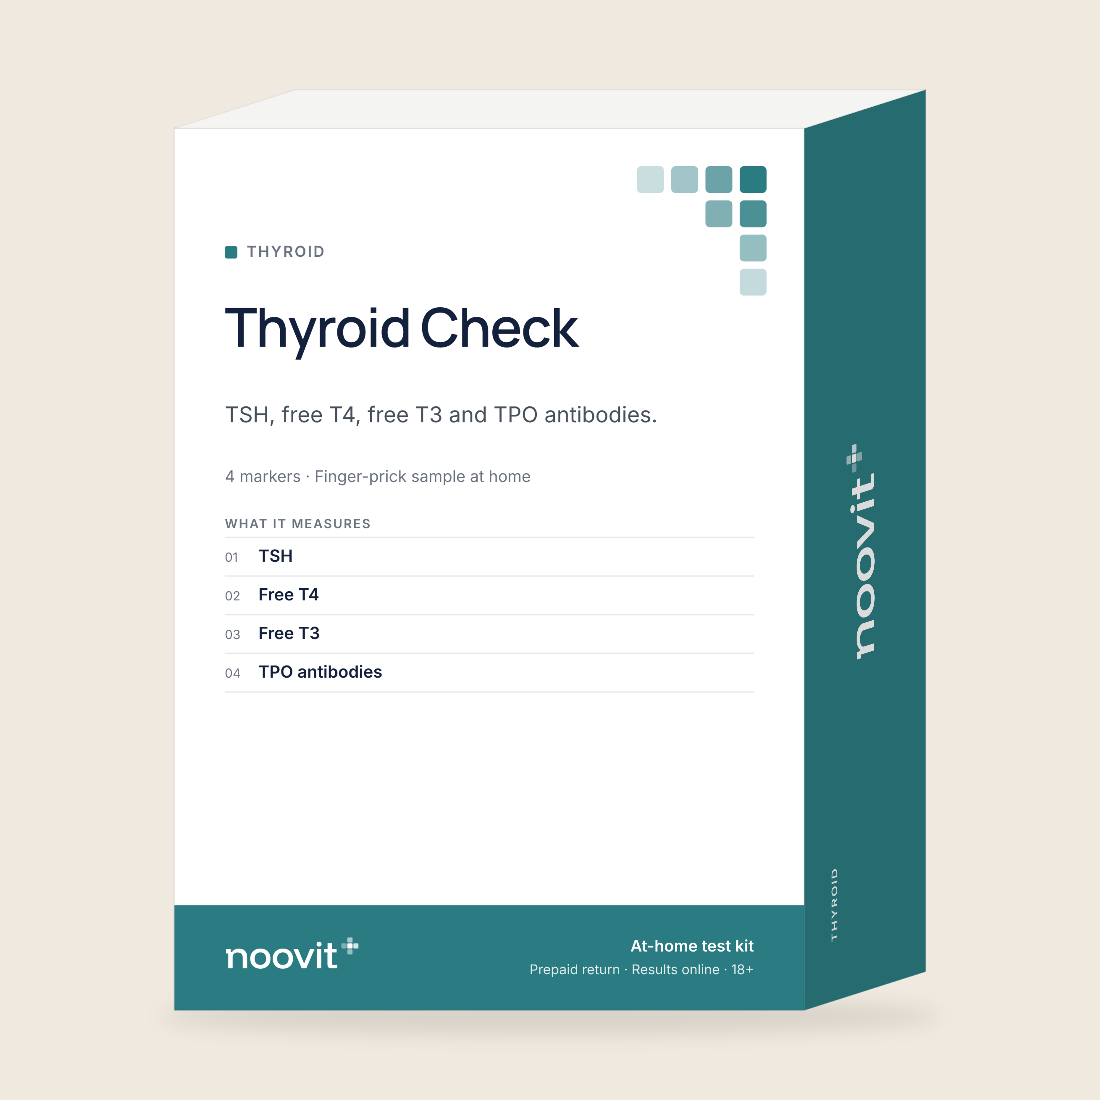 THYROID
Thyroid Check
TSH, free T4, free T3 and TPO antibodies.
4 markers · Finger-prick sample at home
WHAT IT MEASURES
01 TSH
02 Free T4
03 Free T3
04 TPO antibodies
noovit
At-home test kit
Prepaid return · Results online · 18+
noovit
THYROID